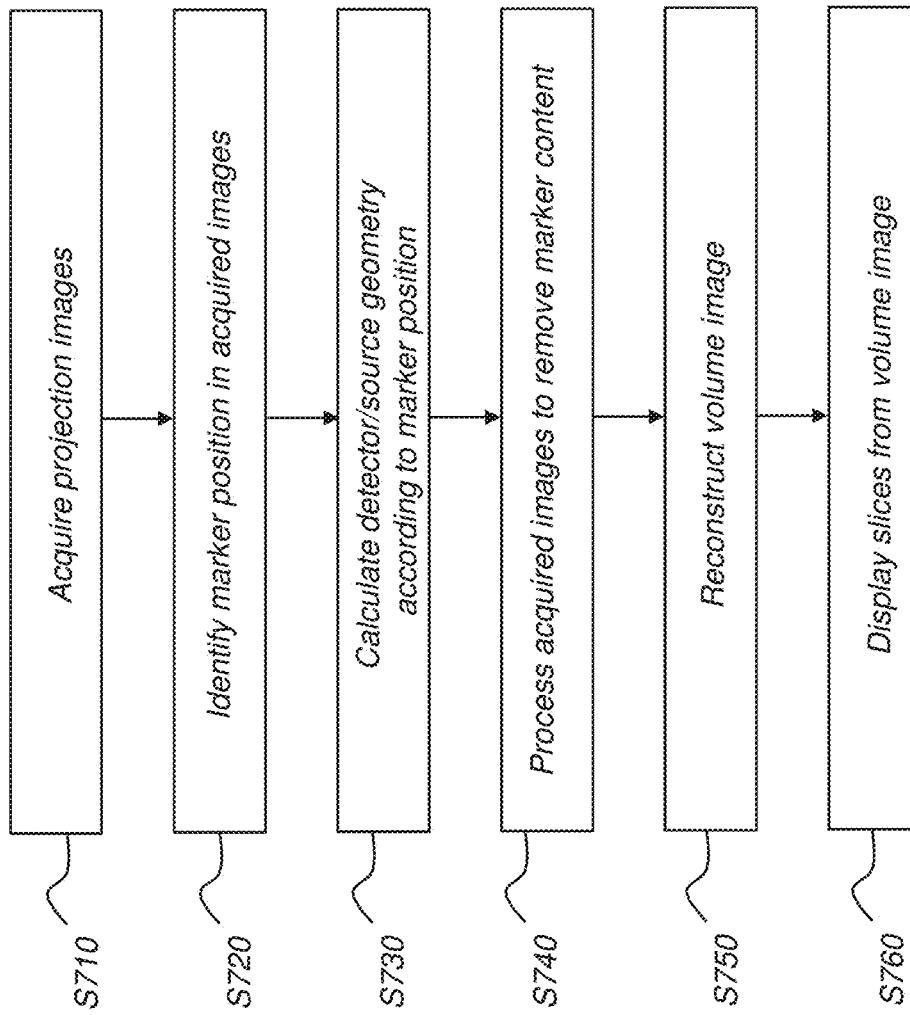 S710
Acquire projection images
S720
Identify marker position in acquired images
S730
Calculate detector/source geometry
according to marker position
S740
Process acquired images to remove marker content
S750
Reconstruct volume image
S760
Display slices from volume image